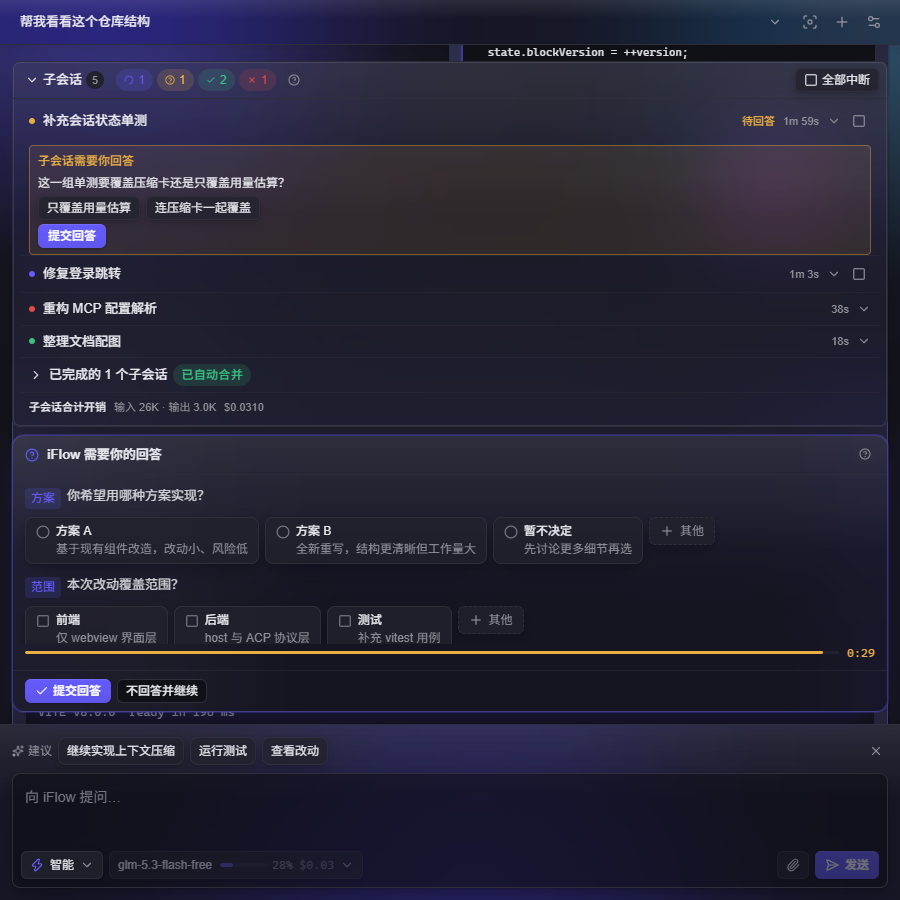 帮我看看这个仓库结构
state.blockVersion = ++version;
子会话 5 1 1 2 1 全部中断
补充会话状态单测 待回答 1m 59s
子会话需要你回答
这一组单测要覆盖压缩卡还是只覆盖用量估算?
只覆盖用量估算 连压缩卡一起覆盖
提交回答
修复登录跳转 1m 3s
重构 MCP 配置解析 38s
整理文档配图 18s
已完成的 1 个子会话 已自动合并
子会话合计开销 输入 26K · 输出 3.0K $0.0310
iFlow 需要你的回答
方案 你希望用哪种方案实现?
方案 A 方案 B 暂不决定 其他
基于现有组件改造，改动小、风险低 全新重写，结构更清晰但工作量大 先讨论更多细节再选
范围 本次改动覆盖范围?
前端 后端 测试 其他
仅 webview 界面层 host 与 ACP 协议层 补充 vitest 用例
0:29
提交回答 不回答并继续
VITE v8.0.0 ready in 196 ms
建议 继续实现上下文压缩 运行测试 查看改动
向 iFlow 提问…
智能 glm-5.3-flash-free 28% $0.03 发送